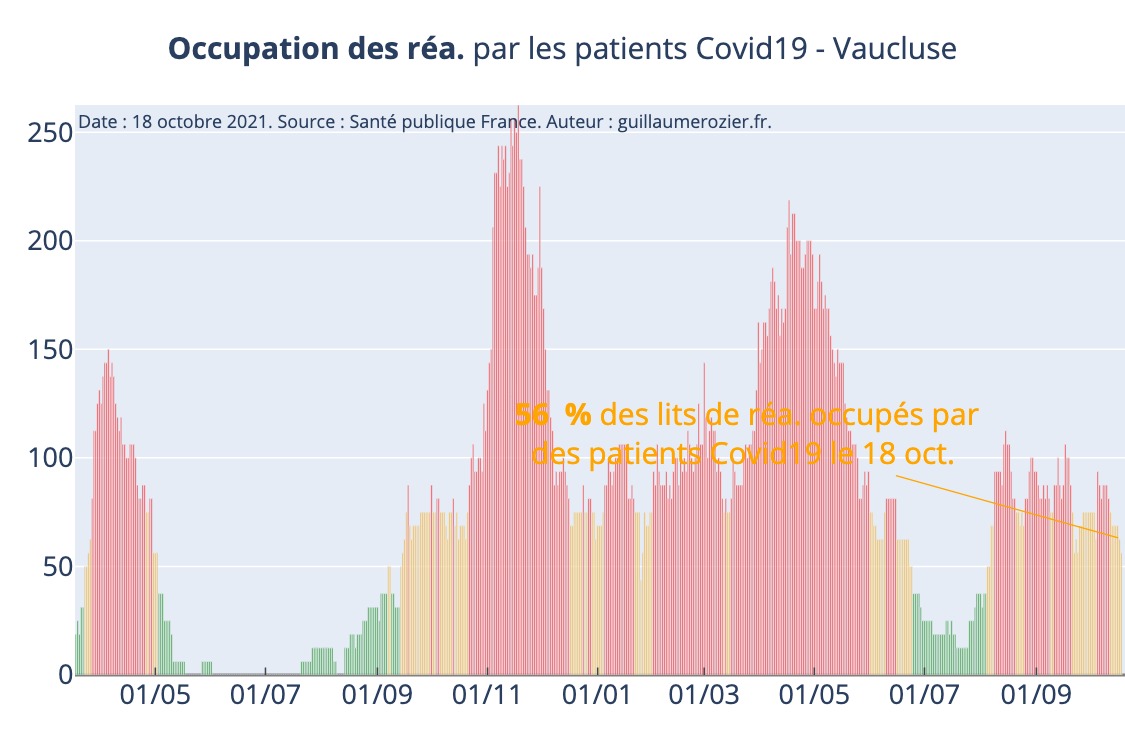 Occupation des réa. par les patients Covid19 - Vaucluse
Date : 18 octobre 2021. Source : Santé publique France. Auteur : guillaumerozier.fr.
250
200
150
100
50
0
56 % des lits de réa. occupés par
des patients Covid19 le 18 oct.
01/05 01/07 01/09 01/11 01/01 01/03 01/05 01/07 01/09